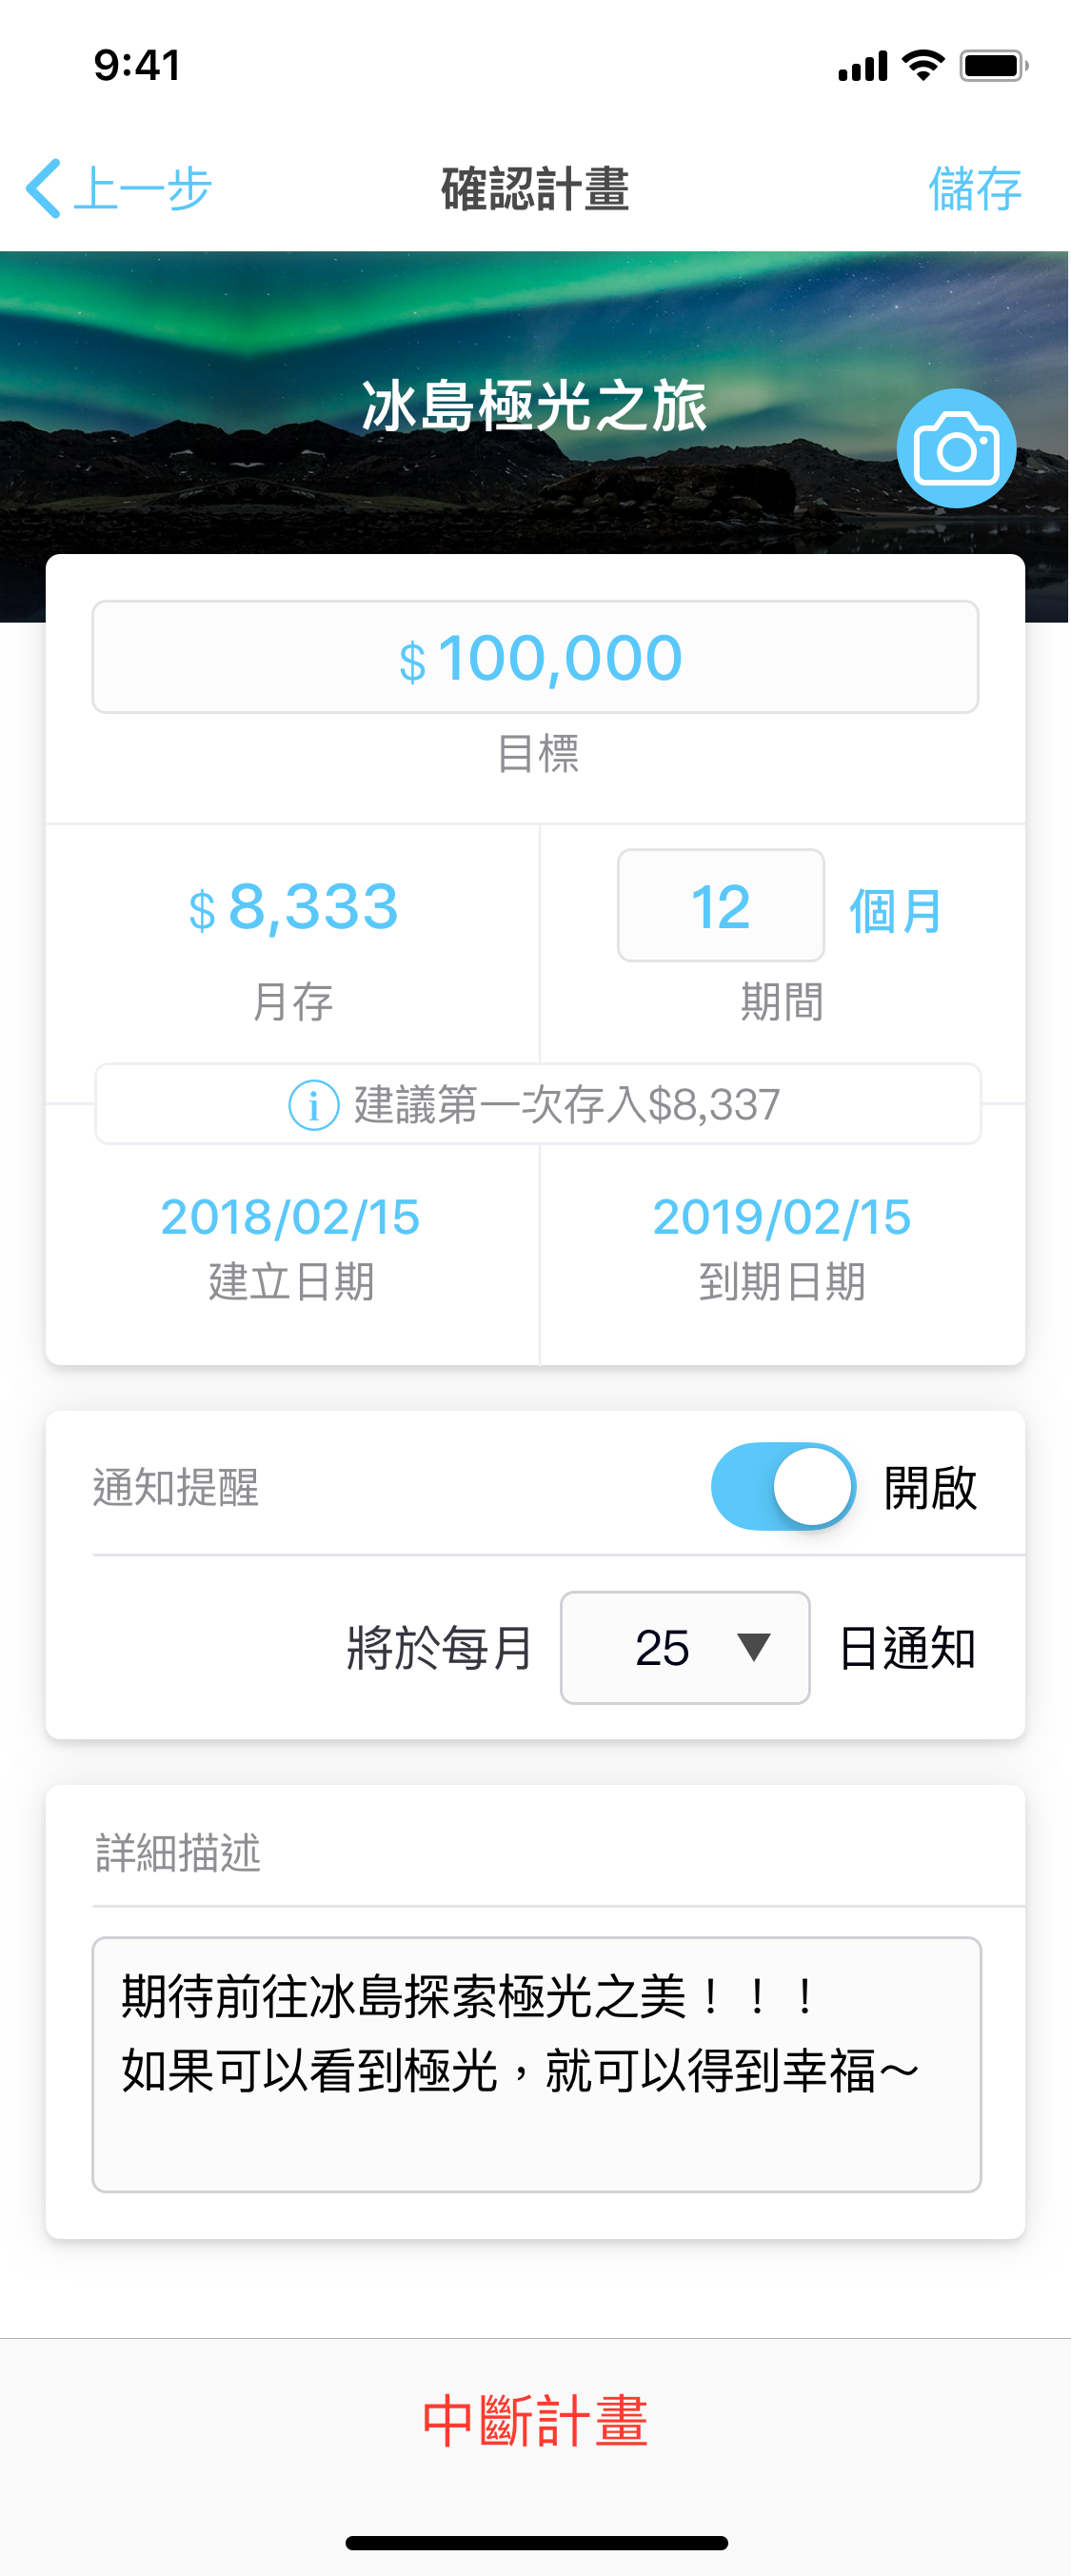 9:41
上一步 確認計畫 儲存
冰島極光之旅
$ 100,000
目標
$ 8,333 12 個月
月存 期間
i 建議第一次存入$8,337
2018/02/15 2019/02/15
建立日期 到期日期
通知提醒 開啟
將於每月 25 ▼ 日通知
詳細描述
期待前往冰島探索極光之美！！！
如果可以看到極光，就可以得到幸福～
中斷計畫